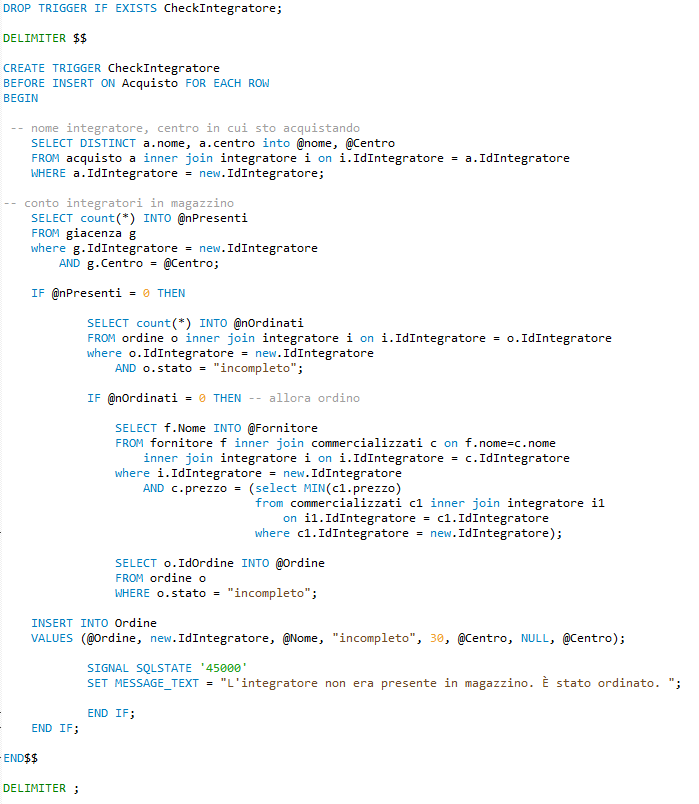 DROP TRIGGER IF EXISTS CheckIntegratore;
DELIMITER $$
CREATE TRIGGER CheckIntegratore
BEFORE INSERT ON Acquisto FOR EACH ROW
BEGIN
-- nome integratore, centro in cui sto acquistando
SELECT DISTINCT a.nome, a.centro into @nome, @Centro
FROM acquisto a inner join integratore i on i.IdIntegratore = a.IdIntegratore
WHERE a.IdIntegratore = new.IdIntegratore;
-- conto integratori in magazzino
SELECT count(*) INTO @nPresenti
FROM giacenza g
where g.IdIntegratore = new.IdIntegratore
AND g.Centro = @Centro;
IF @nPresenti = 0 THEN
SELECT count(*) INTO @nOrdinati
FROM ordine o inner join integratore i on i.IdIntegratore = o.IdIntegratore
where o.IdIntegratore = new.IdIntegratore
AND o.stato = "incompleto";
IF @nOrdinati = 0 THEN -- allora ordino
SELECT f.Nome INTO @Fornitore
FROM fornitore f inner join commercializzati c on f.nome=c.nome
inner join integratore i on i.IdIntegratore = c.IdIntegratore
where i.IdIntegratore = new.IdIntegratore
AND c.prezzo = (select MIN(c1.prezzo)
from commercializzati c1 inner join integratore i1
on i1.IdIntegratore = c1.IdIntegratore
where c1.IdIntegratore = new.IdIntegratore);
SELECT o.IdOrdine INTO @Ordine
FROM ordine o
WHERE o.stato = "incompleto";
INSERT INTO Ordine
VALUES (@Ordine, new.IdIntegratore, @Nome, "incompleto", 30, @Centro, NULL, @Centro);
SIGNAL SQLSTATE '45000'
SET MESSAGE_TEXT = "L'integratore non era presente in magazzino. È stato ordinato. ";
END IF;
END IF;
END$$
DELIMITER ;